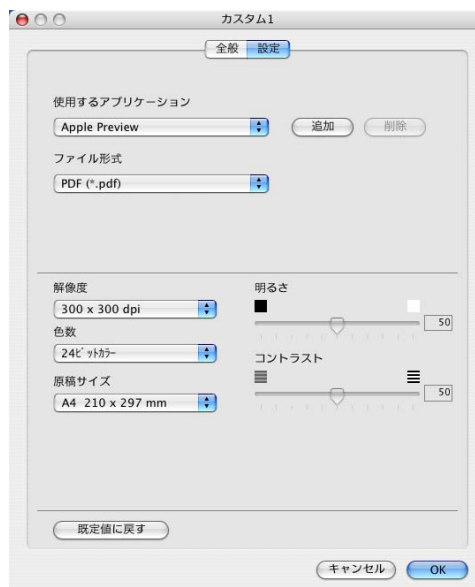 カスタム1
全般 設定
使用するアプリケーション
Apple Preview 追加 削除
ファイル形式
PDF (*.pdf)
解像度 明るさ
300 x 300 dpi 50
色数
24ビットカラー コントラスト
原稿サイズ
A4 210 x 297 mm 50
既定値に戻す
キャンセル OK